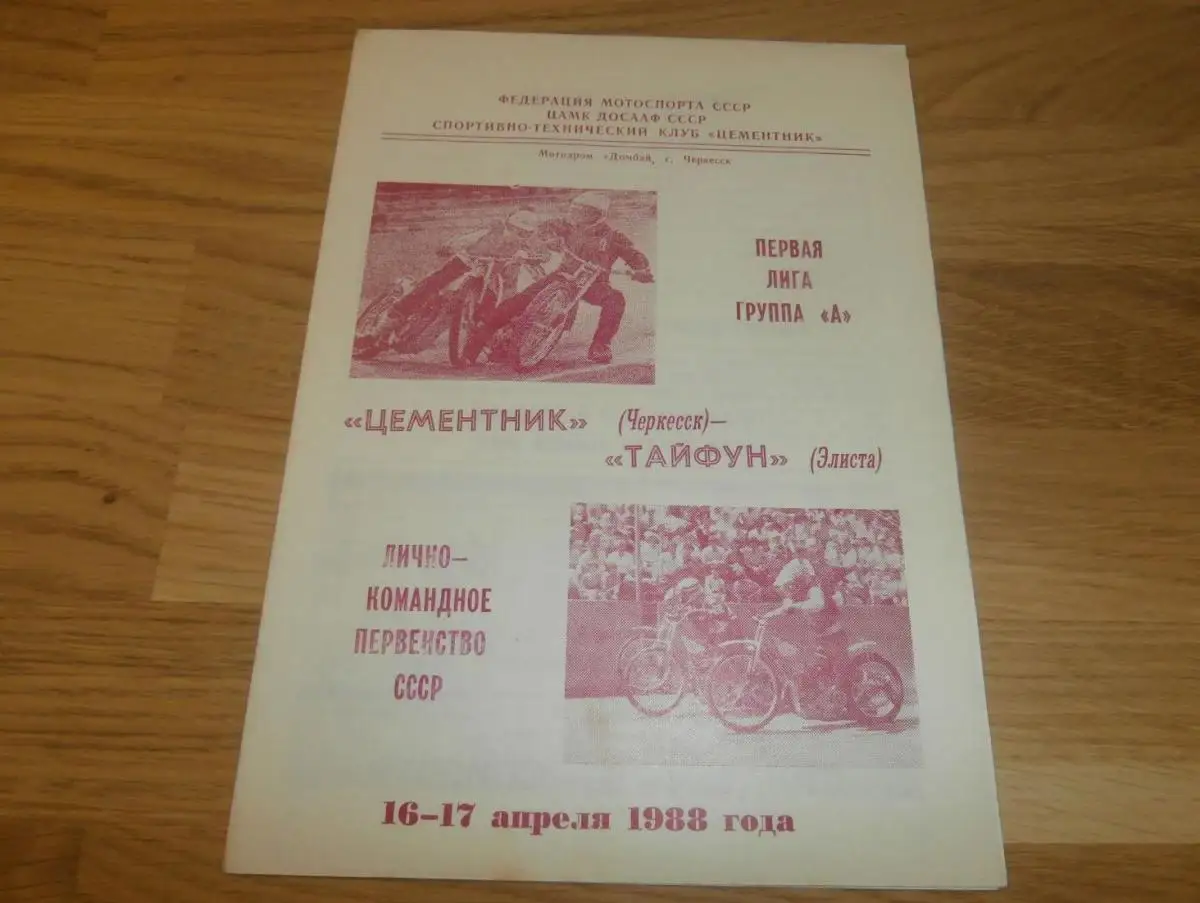 ФЕДЕРАЦИЯ МОТОСПОРТА СССР
ЦАМК ДОСААФ СССР
СПОРТИВНО-ТЕХНИЧЕСКИЙ КЛУБ «ЦЕМЕНТНИК»
Мотодром «Домбай, г. Черкесск
ПЕРВАЯ
ЛИГА
ГРУППА «А»
«ЦЕМЕНТНИК» (Черкесск)—
«ТАЙФУН» (Элиста)
ЛИЧНО—
КОМАНДНОЕ
ПЕРВЕНСТВО
СССР
16–17 апреля 1988 года